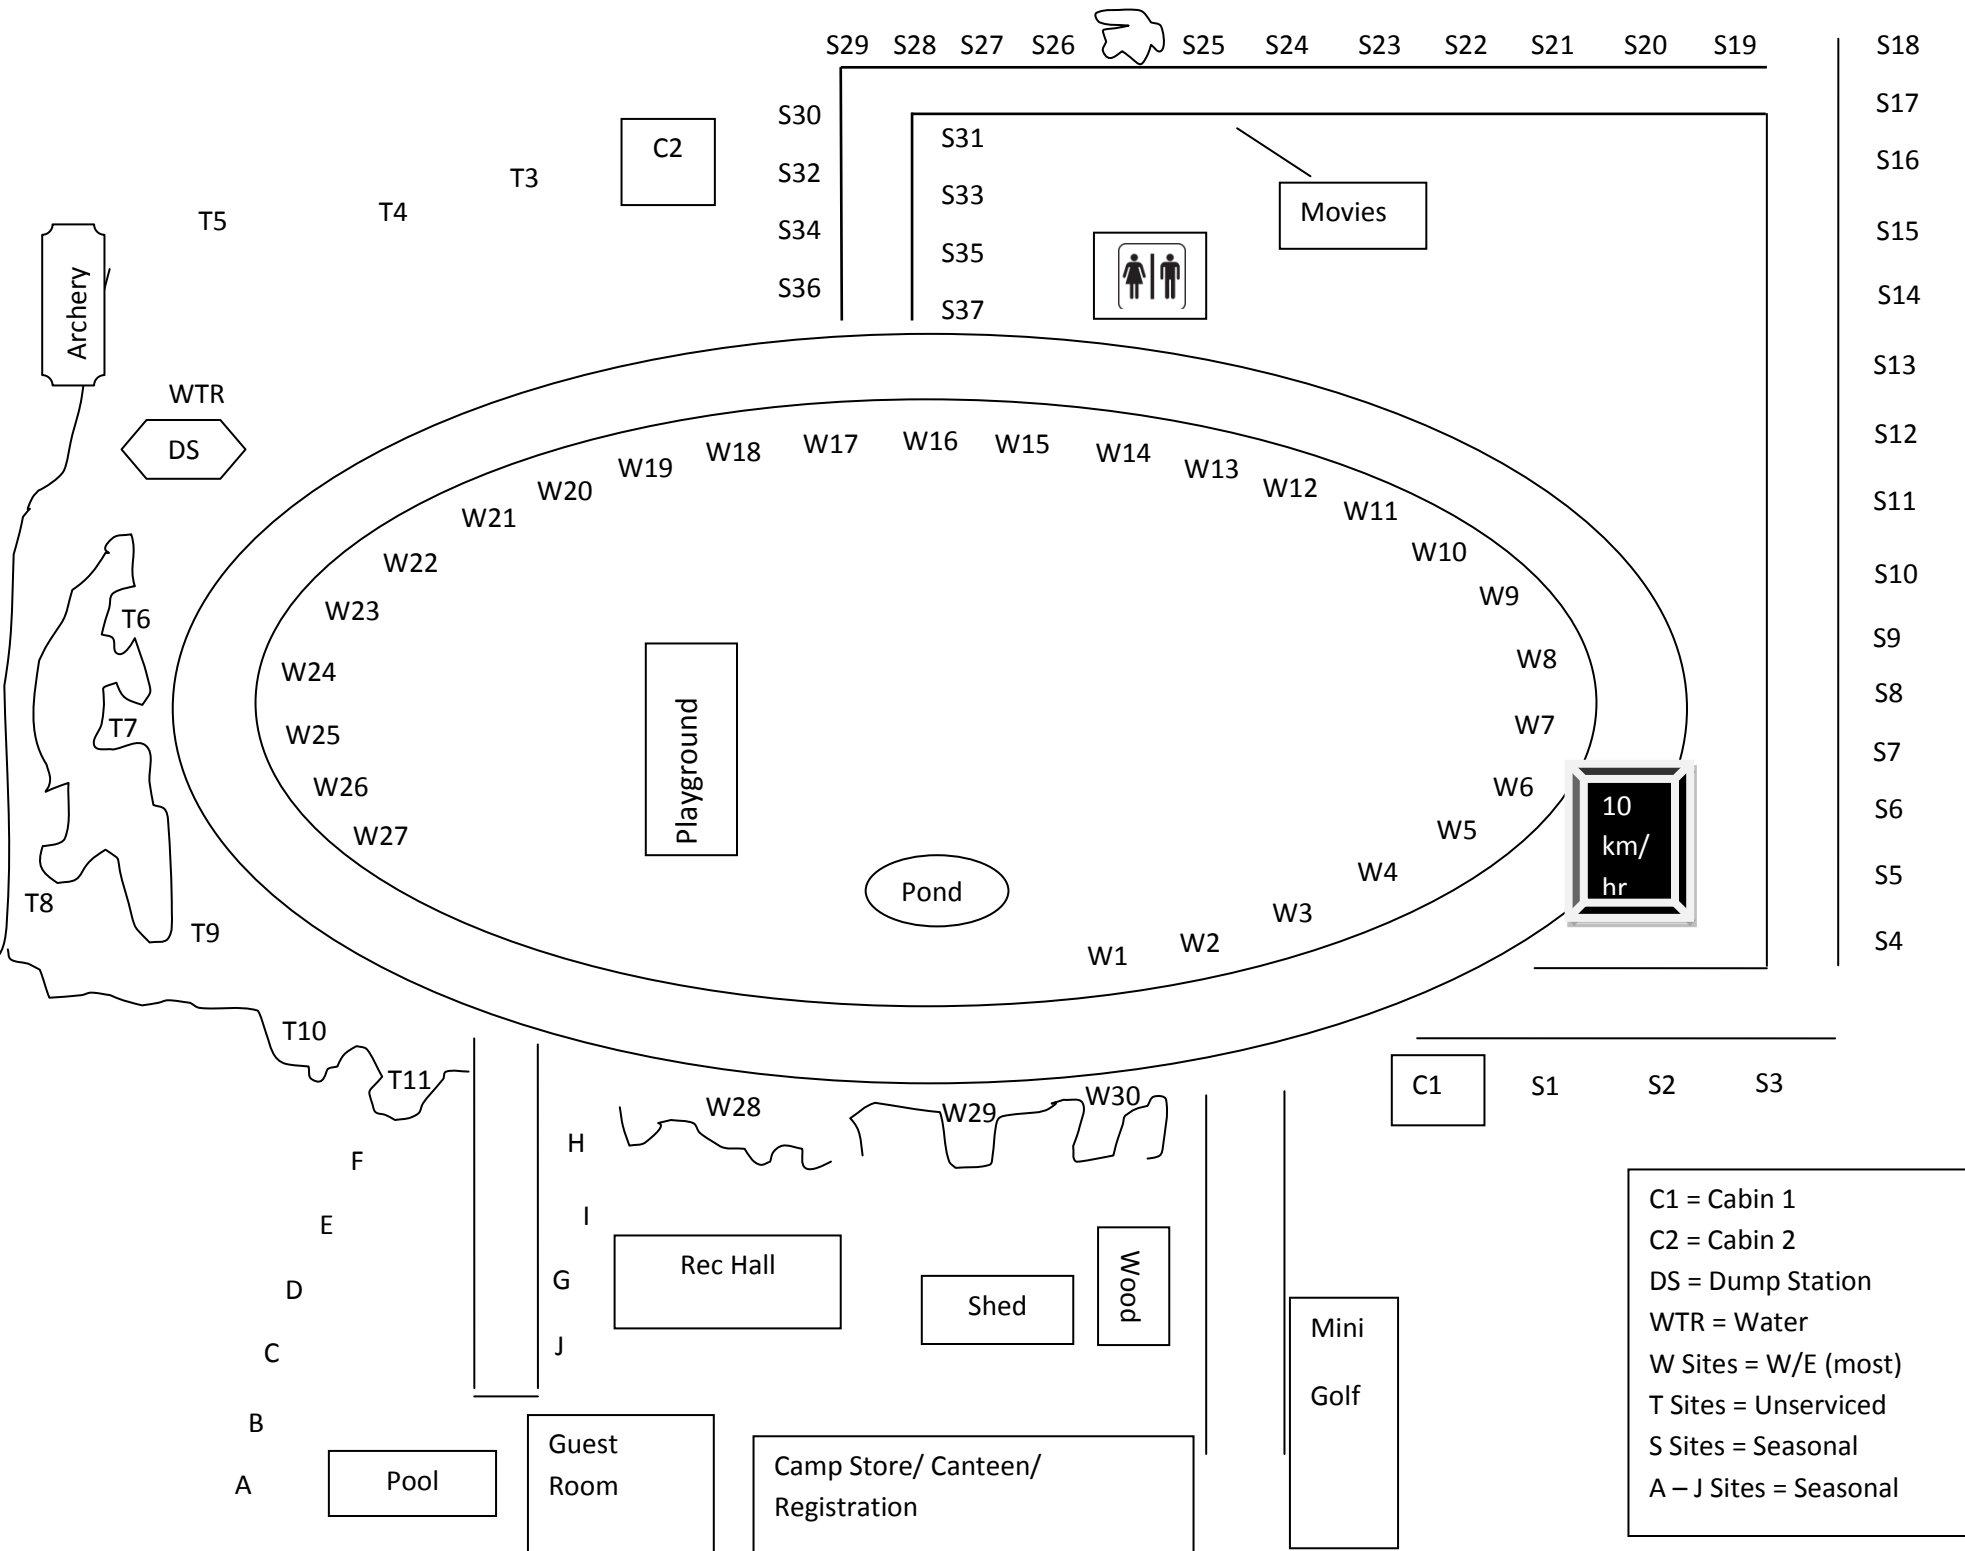 S29 S28 S27 S26 S25 S24 S23 S22 S21 S20 S19 S18
S17
S30
S31
C2
S16
S32
T3
S33
Movies
T4
T5
S34
S15
S35
S36
S14
S37
Archery
S13
WTR
DS
S12
W17 W16 W15
W18 W14
W19 W13
W20 W12
W21 W11
S11
W22 W10
S10
W23 W9
T6
S9
W24 W8
S8
T7
W25 W7
S7
Playground
W26 W6
10
km/
hr
S6
W27 W5
W4
S5
Pond
T8
W3
T9
W2
S4
W1
T10
T11
C1
S1
S2
S3
W28
W29
W30
H
F
I
E
Rec Hall
G
D
Shed
Wood
J
C
Mini
Golf
B
A
Pool
Guest
Room
Camp Store/ Canteen/
Registration
C1 = Cabin 1
C2 = Cabin 2
DS = Dump Station
WTR = Water
W Sites = W/E (most)
T Sites = Unserviced
S Sites = Seasonal
A – J Sites = Seasonal